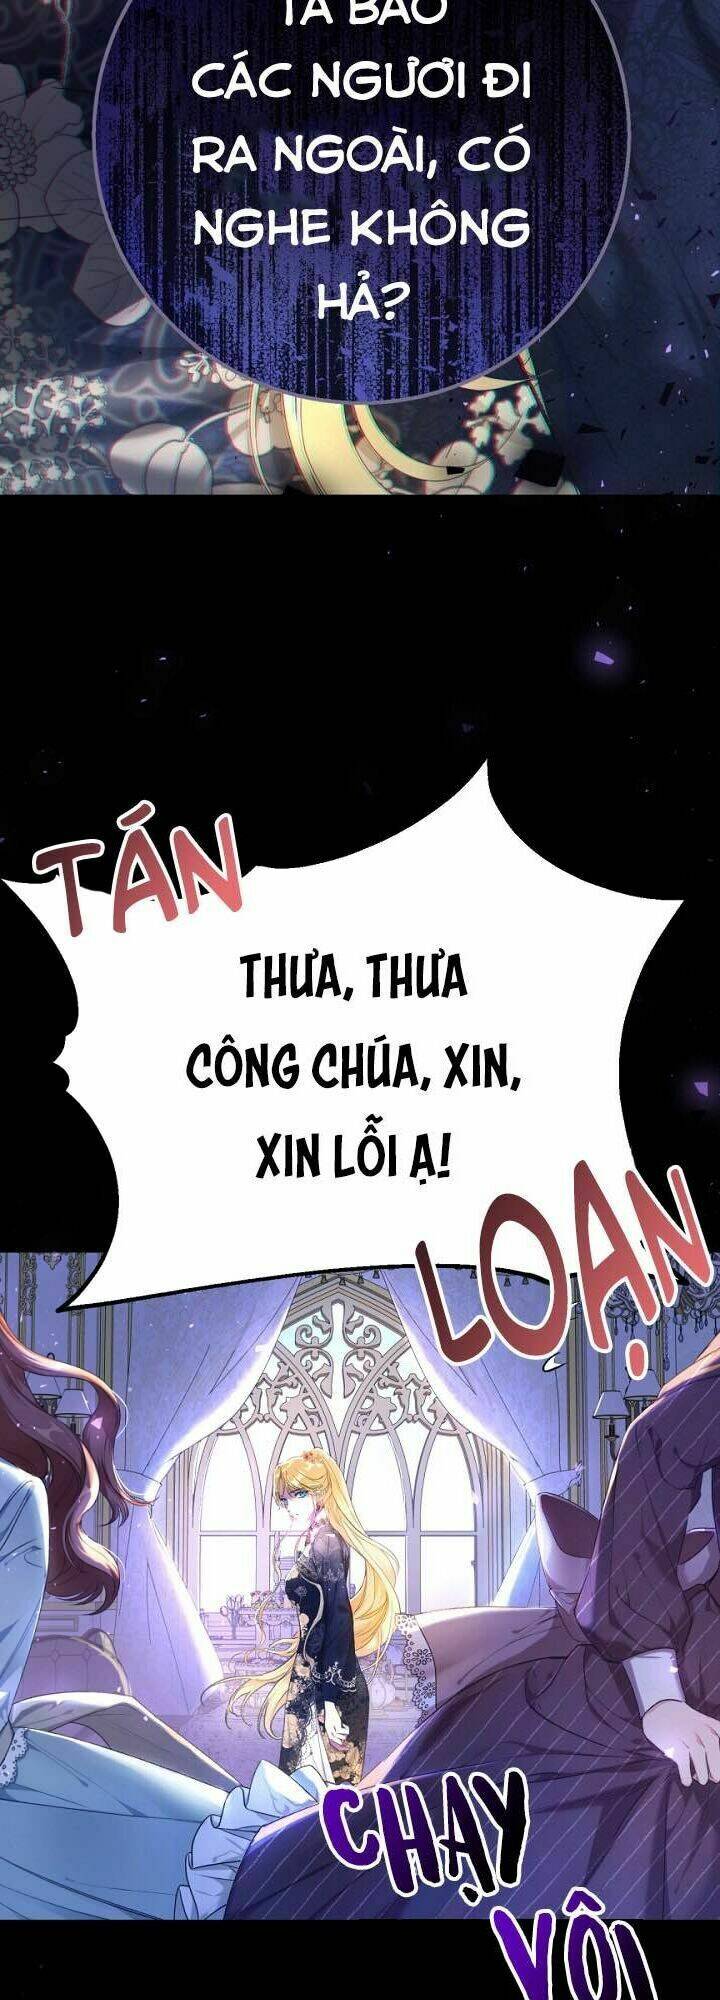 TA BẢO
CÁC NGƯƠI ĐI
RA NGOÀI, CÓ
NGHE KHÔNG
HẢ?
TÁN
THƯA, THƯA
CÔNG CHÚA, XIN,
XIN LỖI Ạ!
LOẠN
CHẠY
VỘI